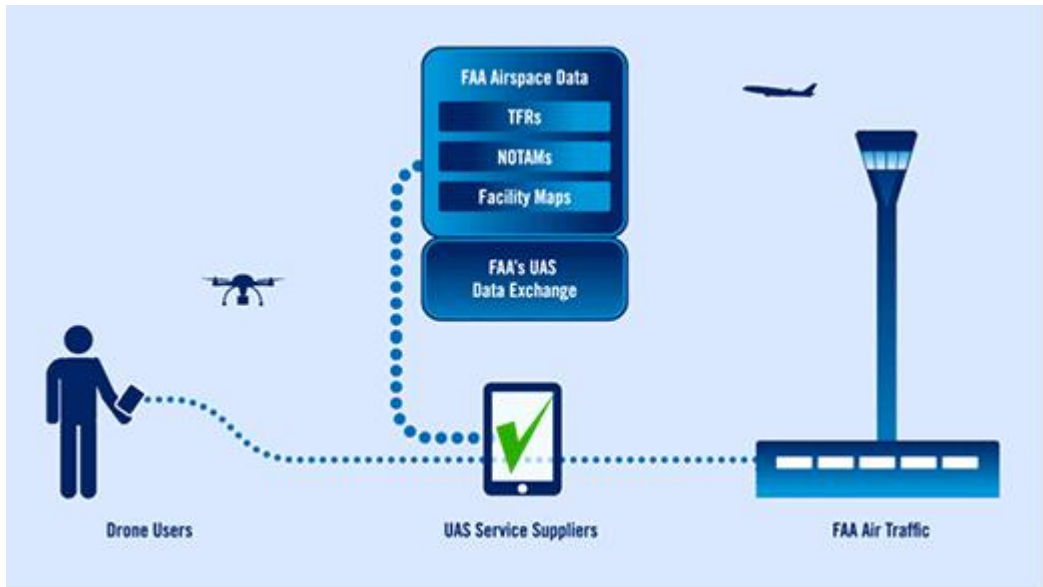 FAA Airspace Data
TFRs
NOTAMs
Facility Maps
FAA's UAS
Data Exchange
Drone Users
UAS Service Suppliers
FAA Air Traffic